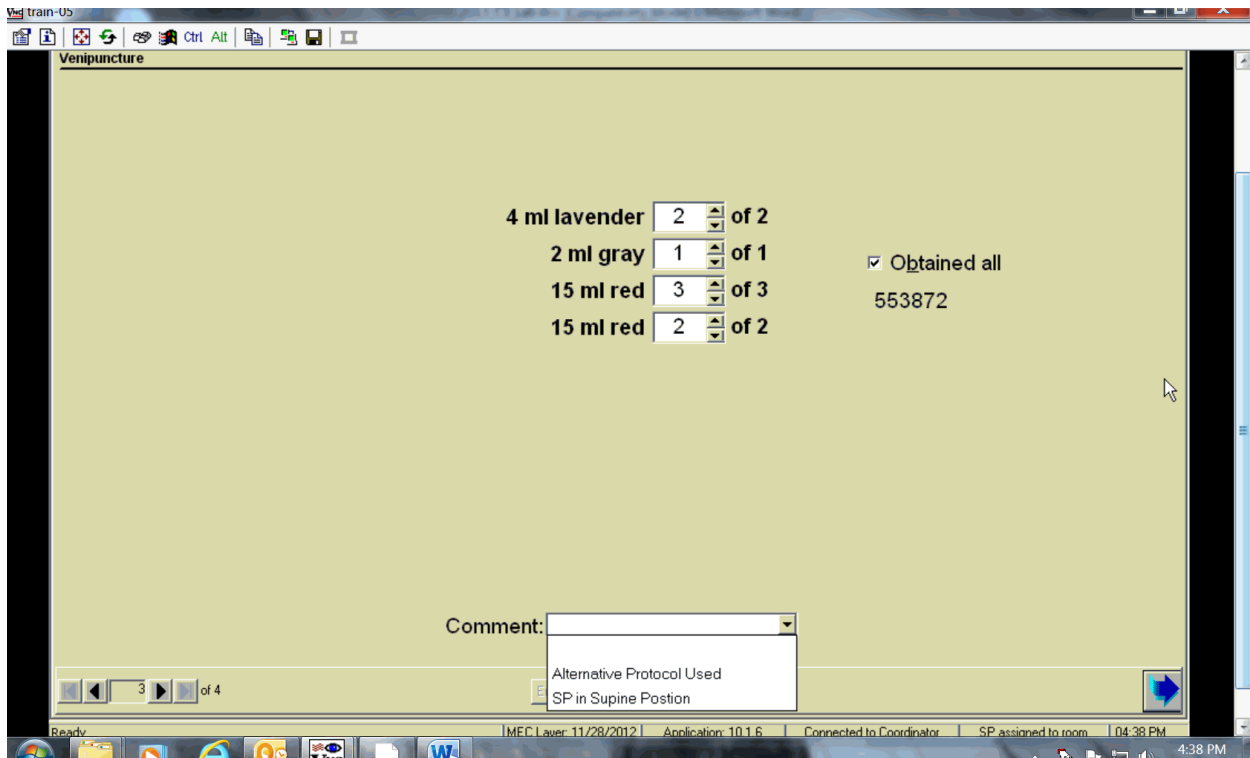 train-05
Ctrl Alt
Venipuncture
4 ml lavender 2 of 2
2 ml gray 1 of 1
15 ml red 3 of 3
15 ml red 2 of 2
Obtained all
553872
Comment:
Alternative Protocol Used
SP in Supine Postion
3 of 4
Ready
11/28/2012
Application: 10.1.6
Connected to Coordinator
SP assigned to room
04:38 PM
4:38 PM